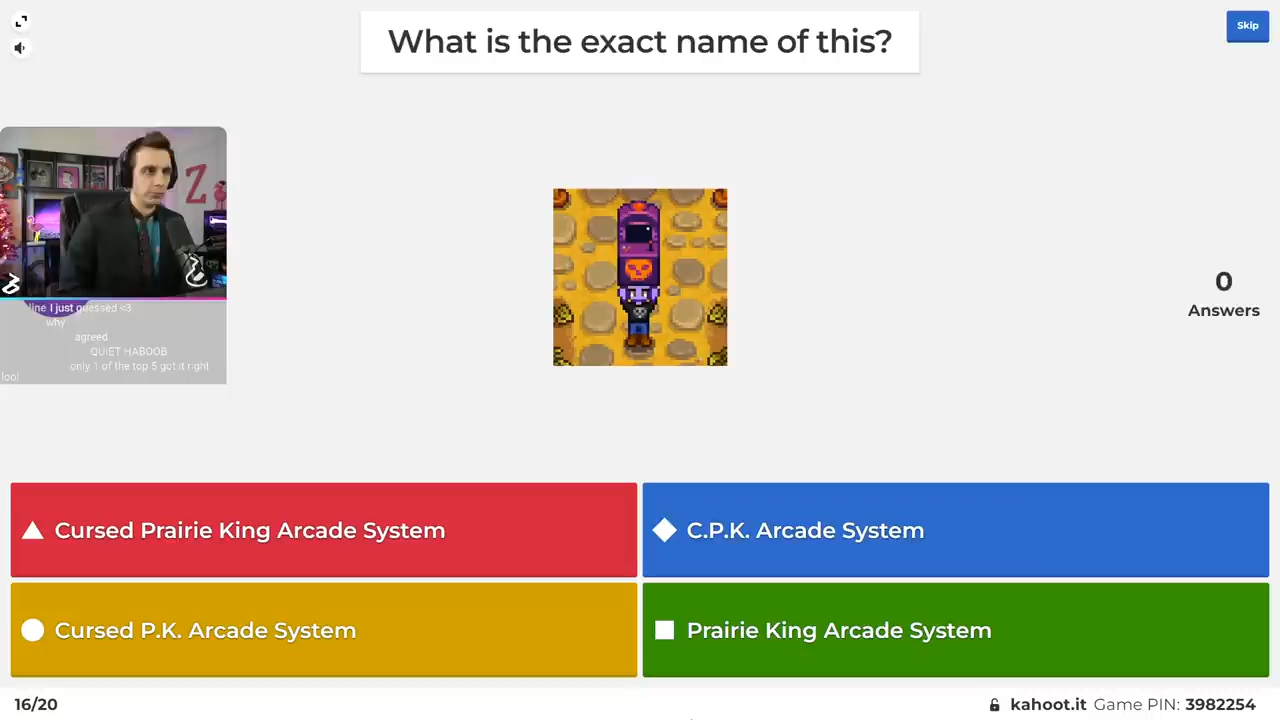 What is the exact name of this?
Skip
line I just guessed <3
why
agreed
QUIET HABOOB
only 1 of the top 5 got it right
lool
0
Answers
Cursed Prairie King Arcade System
C.P.K. Arcade System
Cursed P.K. Arcade System
Prairie King Arcade System
16/20
kahoot.it Game PIN: 3982254